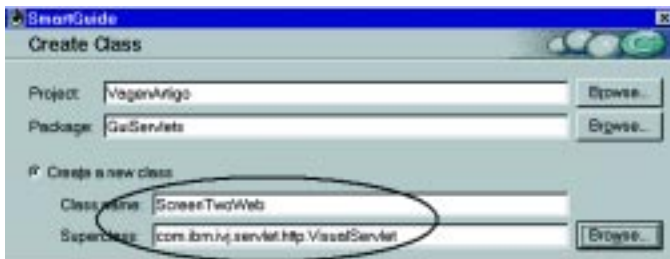 SmartGuide
Create Class
Project: VagenArtigo Browse...
Package: GuiServlets Browse...
Create a new class
Class name: ScreenTwoWeb
Superclass: com.ibm.ivj.servlet.http.VisualServlet Browse...